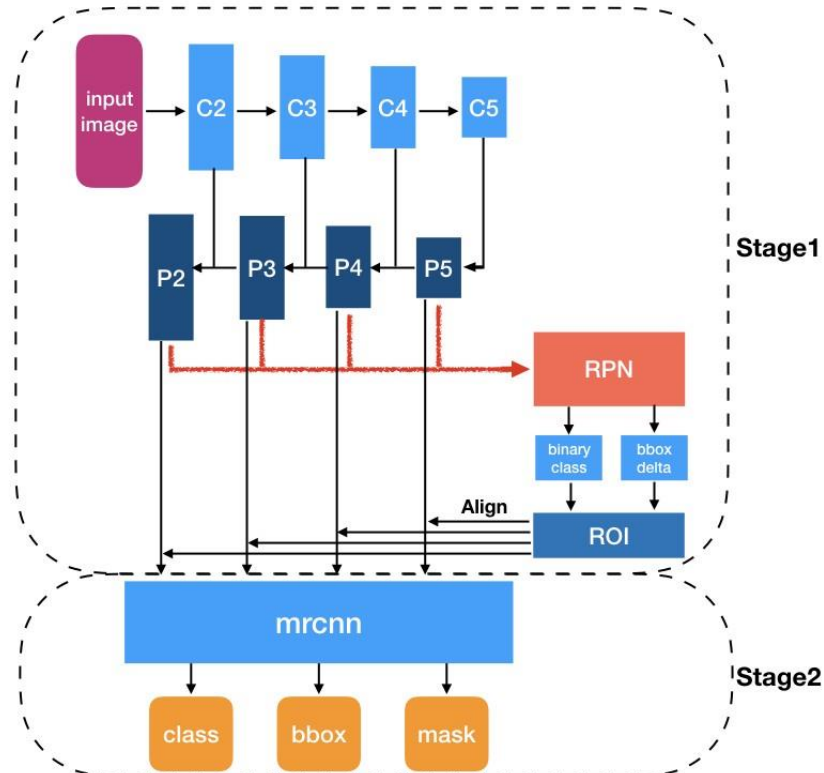 input
image
C2
C3
C4
C5
P2
P3
P4
P5
Stage1
RPN
binary
class
bbox
delta
Align
ROI
mrcnn
Stage2
class
bbox
mask